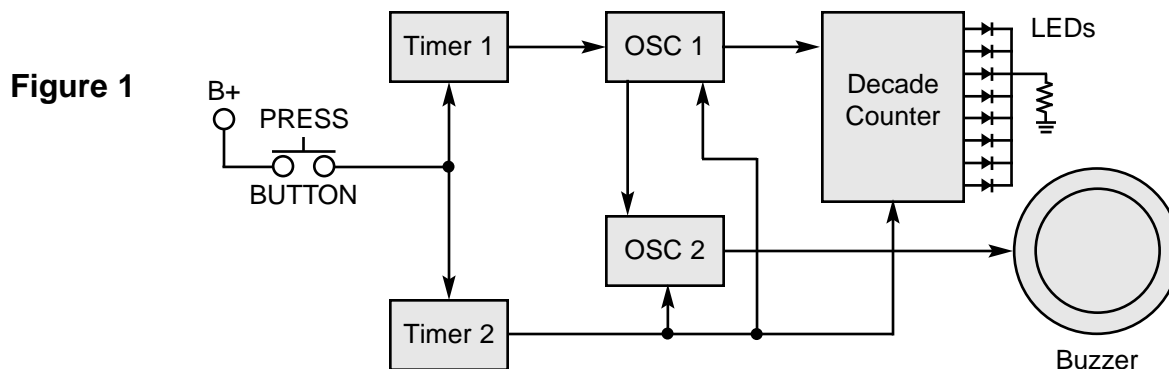 Figure 1
B+
PRESS
BUTTON
Timer 1
OSC 1
Decade
Counter
LEDs
OSC 2
Timer 2
Buzzer